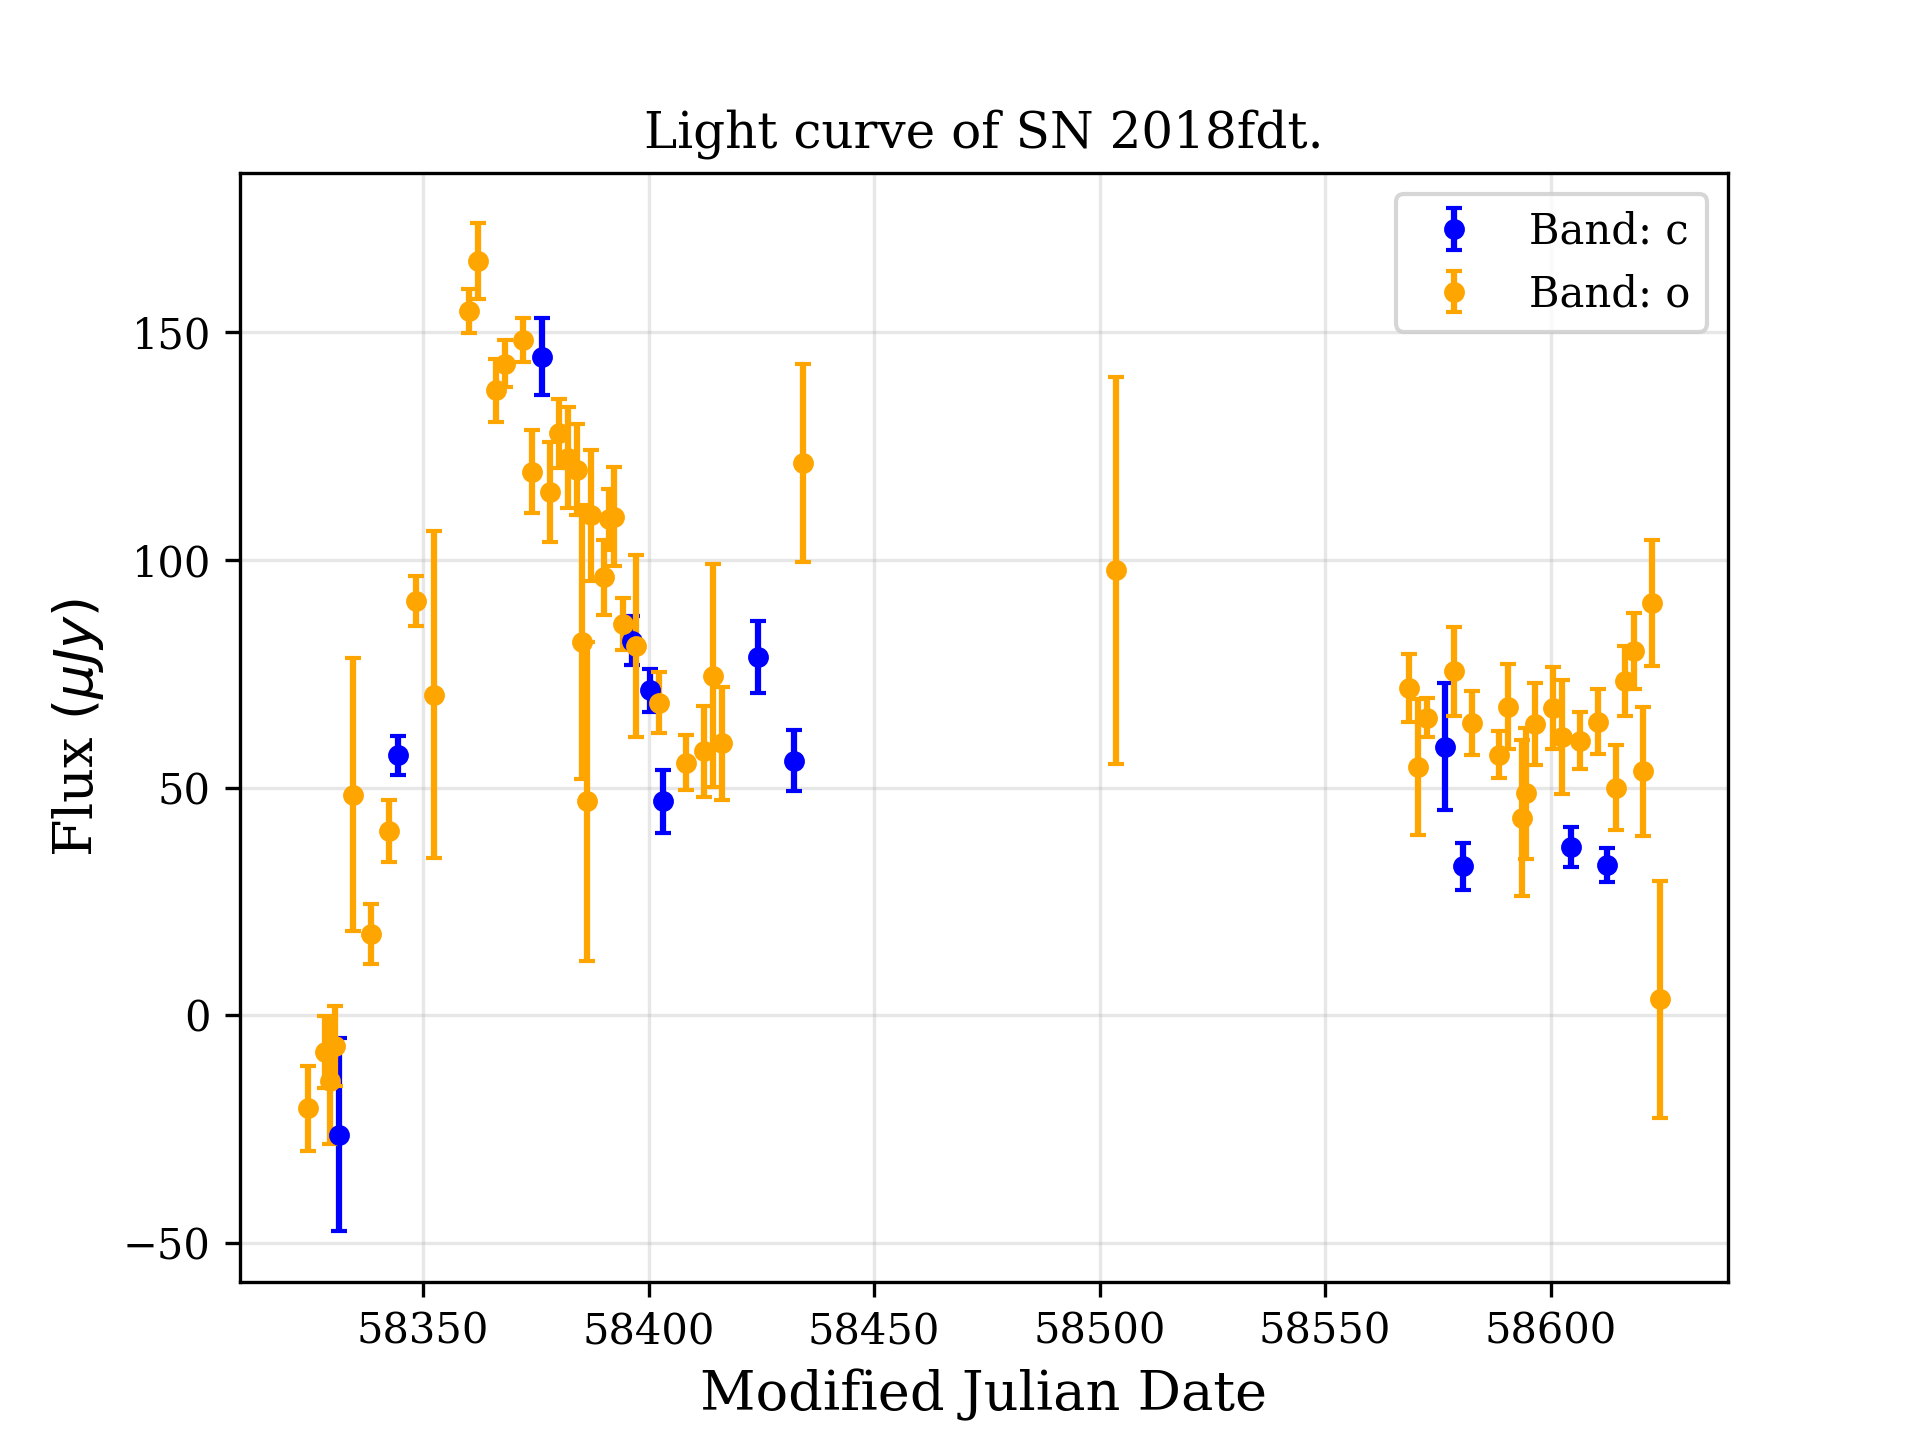 Light curve of SN 2018fdt.
Band: c
Band: o
150
100
50
0
−50
Flux (μJy)
58350 58400 58450 58500 58550 58600
Modified Julian Date